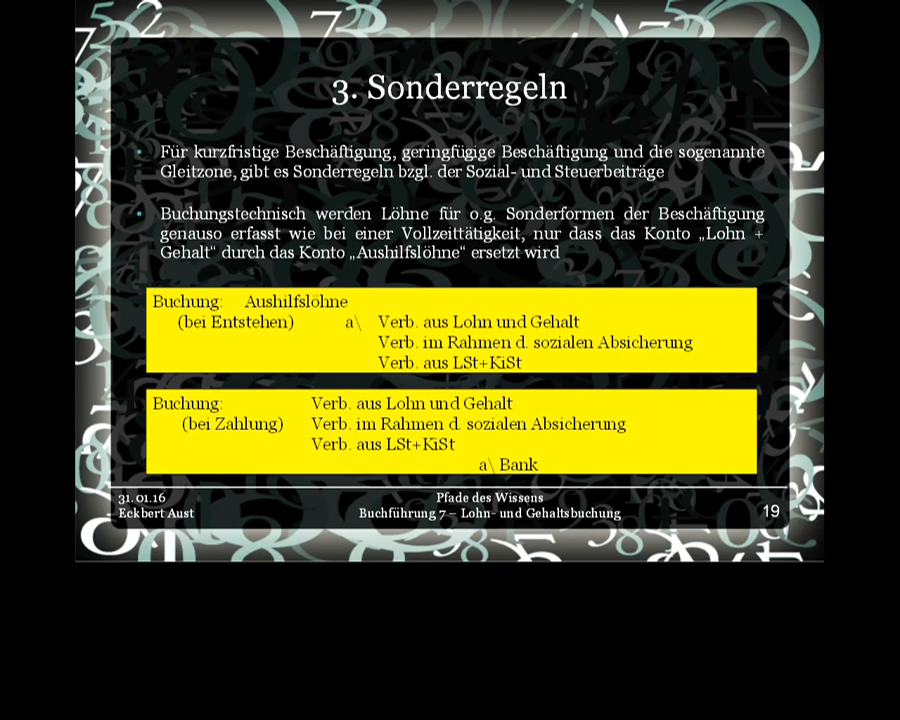 3. Sonderregeln
Für kurzfristige Beschäftigung, geringfügige Beschäftigung und die sogenannte
Gleitzone, gibt es Sonderregeln bzgl. der Sozial- und Steuerbeiträge
Buchungstechnisch werden Löhne für o.g. Sonderformen der Beschäftigung
genauso erfasst wie bei einer Vollzeittätigkeit, nur dass das Konto „Lohn +
Gehalt“ durch das Konto „Aushilfslöhne“ ersetzt wird
Buchung: Aushilfslöhne
(bei Entstehen) a\ Verb. aus Lohn und Gehalt
Verb. im Rahmen d. sozialen Absicherung
Verb. aus LSt+KiSt
Buchung: Verb. aus Lohn und Gehalt
(bei Zahlung) Verb. im Rahmen d. sozialen Absicherung
Verb. aus LSt+KiSt
a\ Bank
31.01.16
Eckbert Aust
Pfade des Wissens
Buchführung 7 – Lohn- und Gehaltsbuchung
19